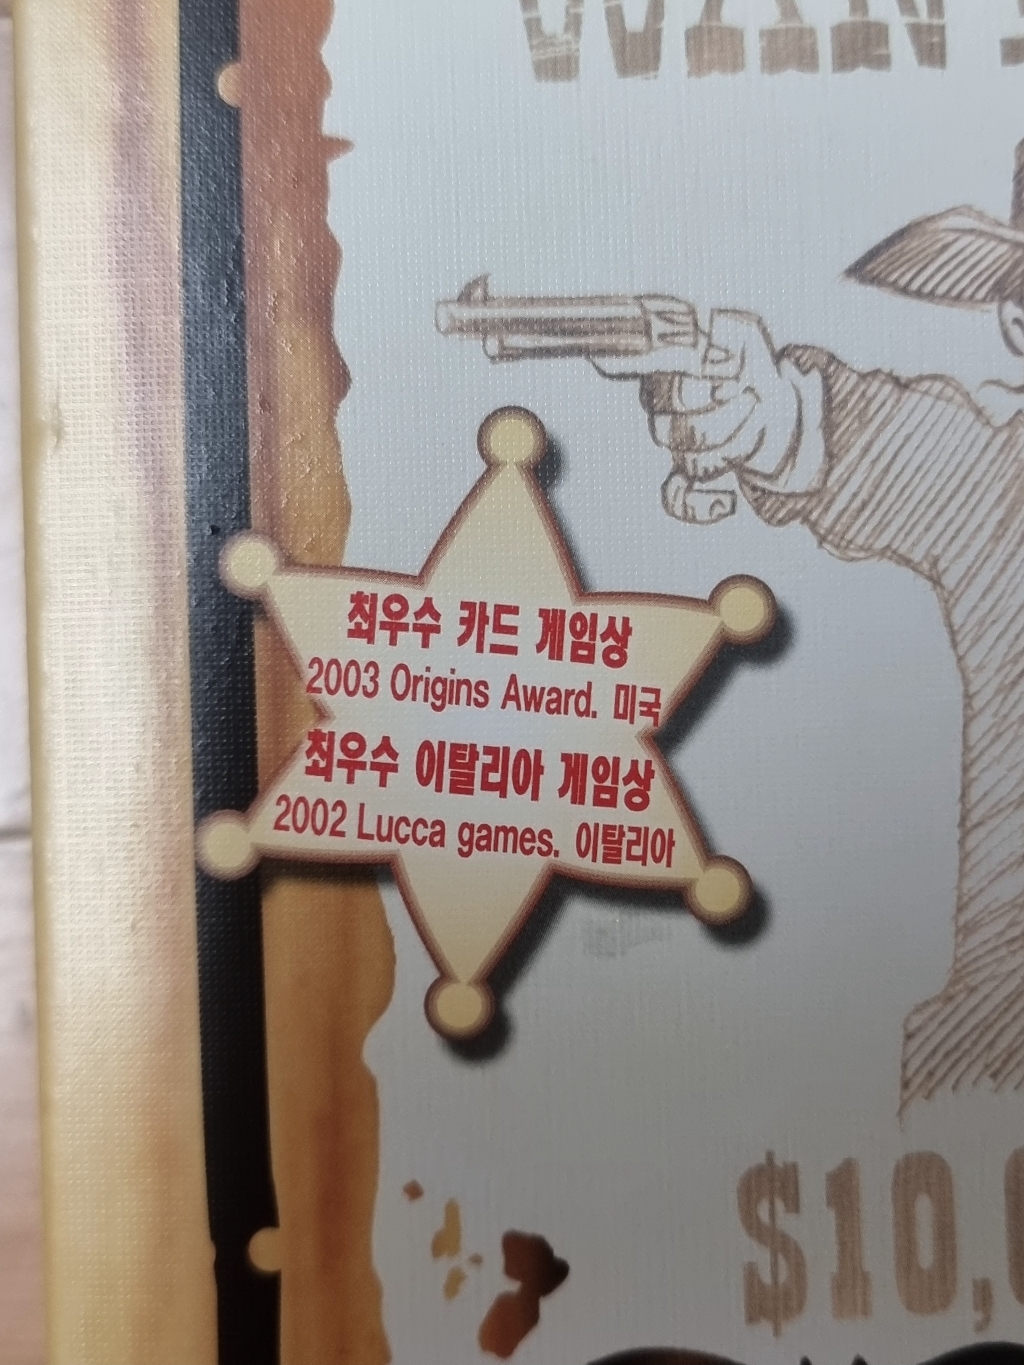 최우수 카드 게임상
2003 Origins Award. 미국
최우수 이탈리아 게임상
2002 Lucca games. 이탈리아